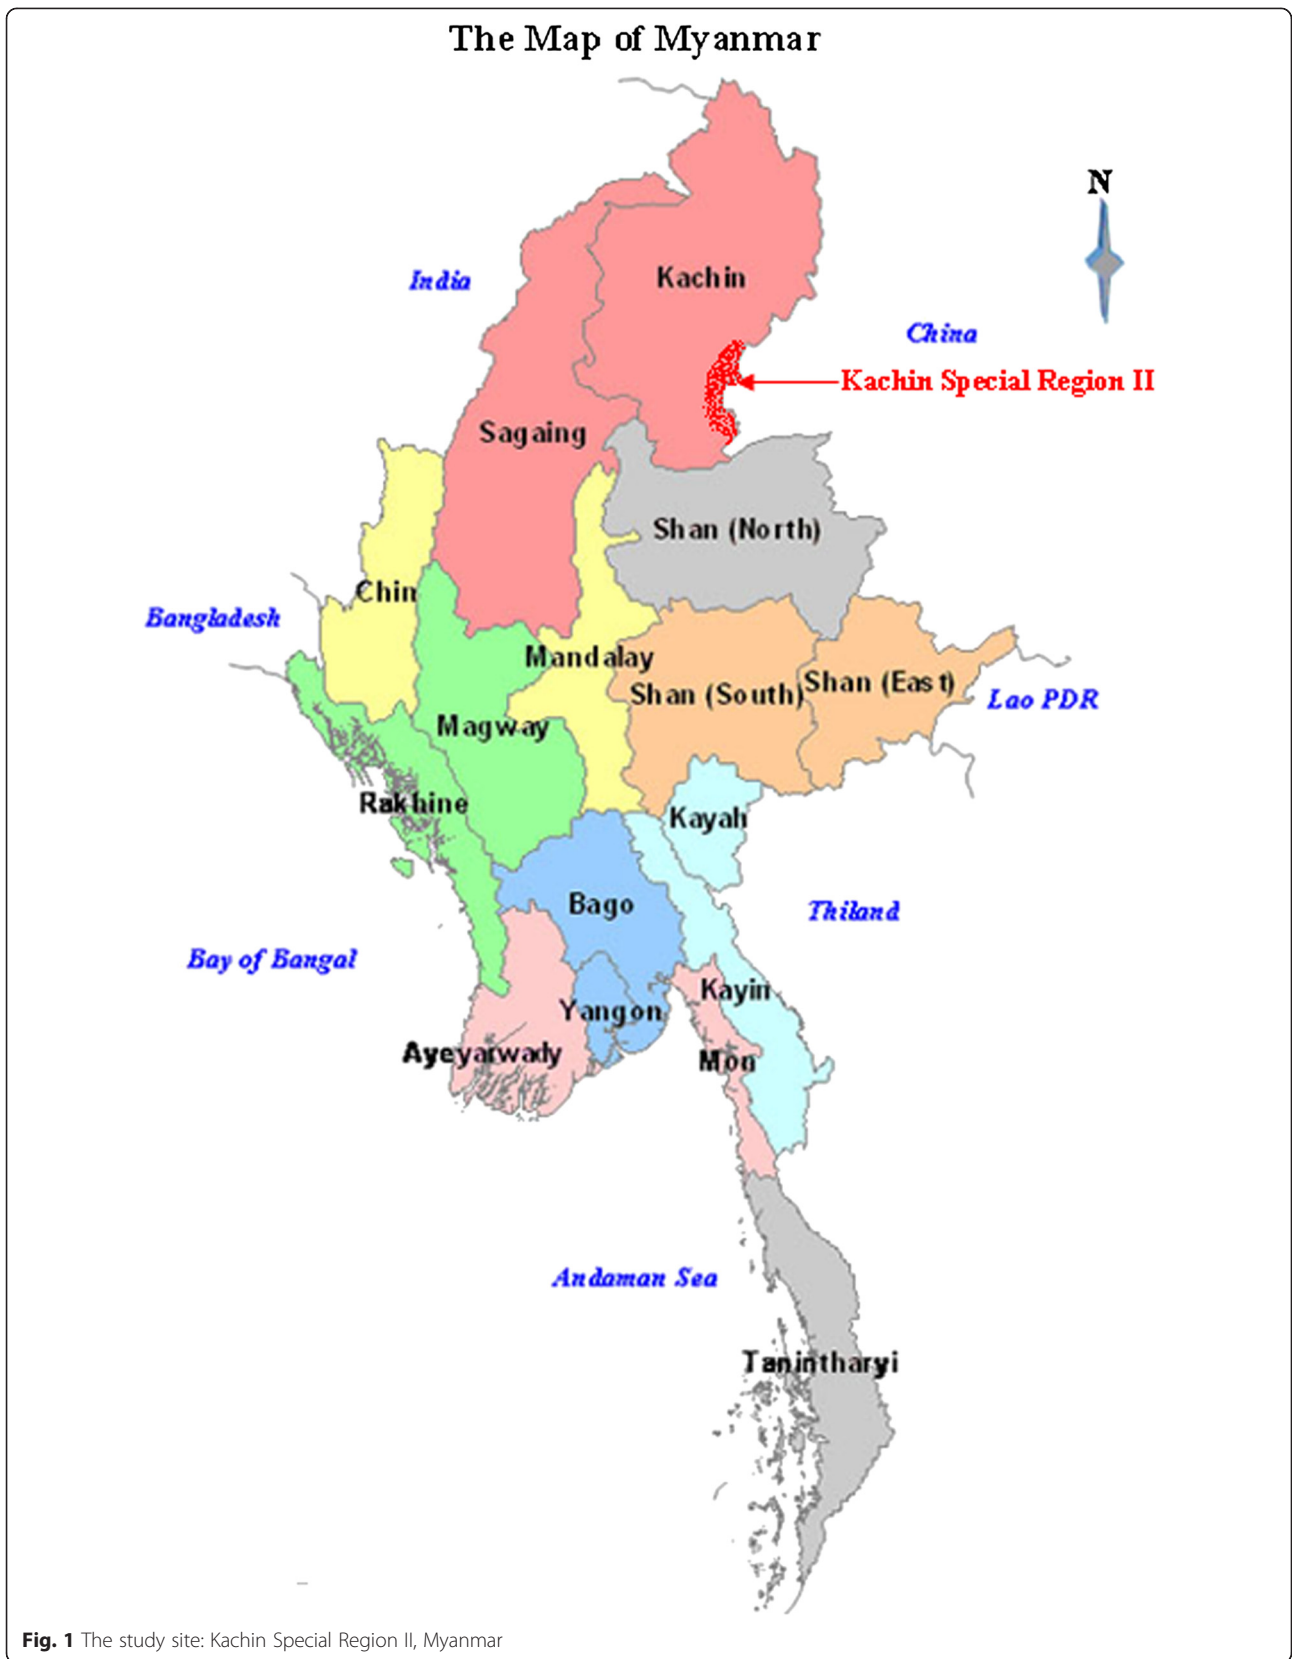 The Map of Myanmar
N
Kachin
India
China
Kachin Special Region II
Sagaing
Shan (North)
Chin
Bangladesh
Mandalay
Shan (South)
Shan (East)
Lao PDR
Magway
Rakhine
Kayah
Bago
Thiland
Bay of Bangal
Kayin
Yangon
Ayeyarwady
Mon
Andaman Sea
Tanintharyi
Fig. 1 The study site: Kachin Special Region II, Myanmar